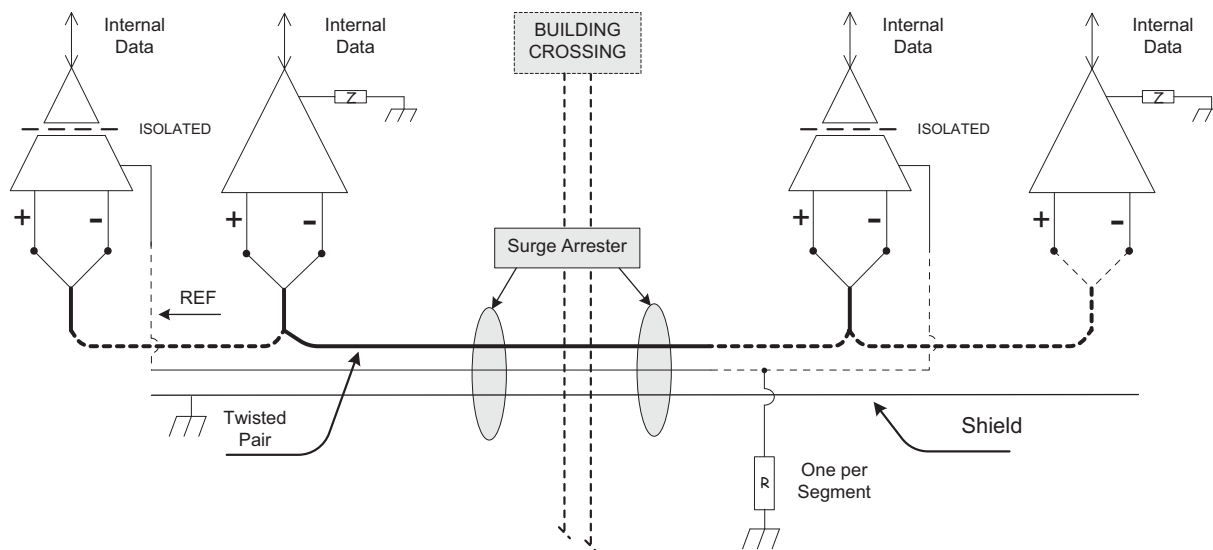 Internal
Data
Internal
Data
BUILDING
CROSSING
Internal
Data
Internal
Data
Z
Z
ISOLATED
ISOLATED
+
-
+
-
+
-
+
-
Surge Arrester
REF
Twisted
Pair
Shield
R
One per
Segment